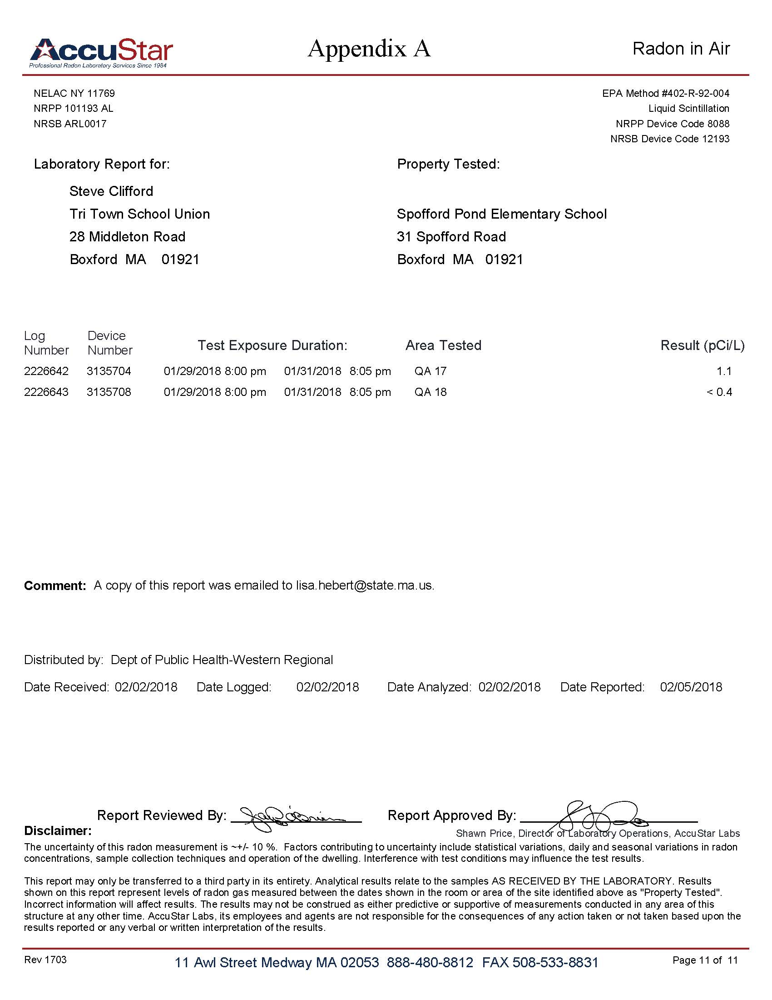 AccuStar
Professional Radon Laboratory Services Since 1984
Appendix A
Radon in Air
NELAC NY 11769
NRPP 101193 AL
NRSB ARL0017
EPA Method #402-R-92-004
Liquid Scintillation
NRPP Device Code 8088
NRSB Device Code 12193
Laboratory Report for:
Steve Clifford
Tri Town School Union
28 Middleton Road
Boxford MA 01921
Property Tested:
Spofford Pond Elementary School
31 Spofford Road
Boxford MA 01921
Log Number Device Number Test Exposure Duration: Area Tested Result (pCi/L)
2226642 3135704 01/29/2018 8:00 pm 01/31/2018 8:05 pm QA 17 1.1
2226643 3135708 01/29/2018 8:00 pm 01/31/2018 8:05 pm QA 18 < 0.4
Comment: A copy of this report was emailed to lisa.hebert@state.ma.us.
Distributed by: Dept of Public Health-Western Regional
Date Received: 02/02/2018 Date Logged: 02/02/2018 Date Analyzed: 02/02/2018 Date Reported: 02/05/2018
Report Reviewed By: Report Approved By:
Disclaimer:
Shawn Price, Director of Laboratory Operations, AccuStar Labs
The uncertainty of this radon measurement is ~+/- 10 %. Factors contributing to uncertainty include statistical variations, daily and seasonal variations in radon
concentrations, sample collection techniques and operation of the dwelling. Interference with test conditions may influence the test results.
This report may only be transferred to a third party in its entirety. Analytical results relate to the samples AS RECEIVED BY THE LABORATORY. Results
shown on this report represent levels of radon gas measured between the dates shown in the room or area of the site identified above as "Property Tested".
Incorrect information will affect results. The results may not be construed as either predictive or supportive of measurements conducted in any area of this
structure at any other time. AccuStar Labs, its employees and agents are not responsible for the consequences of any action taken or not taken based upon the
results reported or any verbal or written interpretation of the results.
Rev 1703
11 Awl Street Medway MA 02053 888-480-8812 FAX 508-533-8831
Page 11 of 11